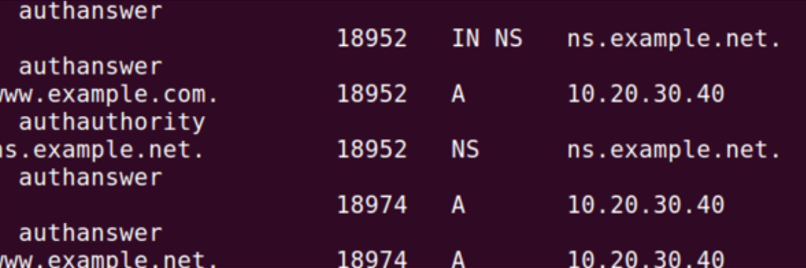 authanswer
18952 IN NS ns.example.net.
authanswer
www.example.com. 18952 A 10.20.30.40
authauthority
ns.example.net. 18952 NS ns.example.net.
authanswer
18974 A 10.20.30.40
authanswer
www.example.net. 18974 A 10.20.30.40